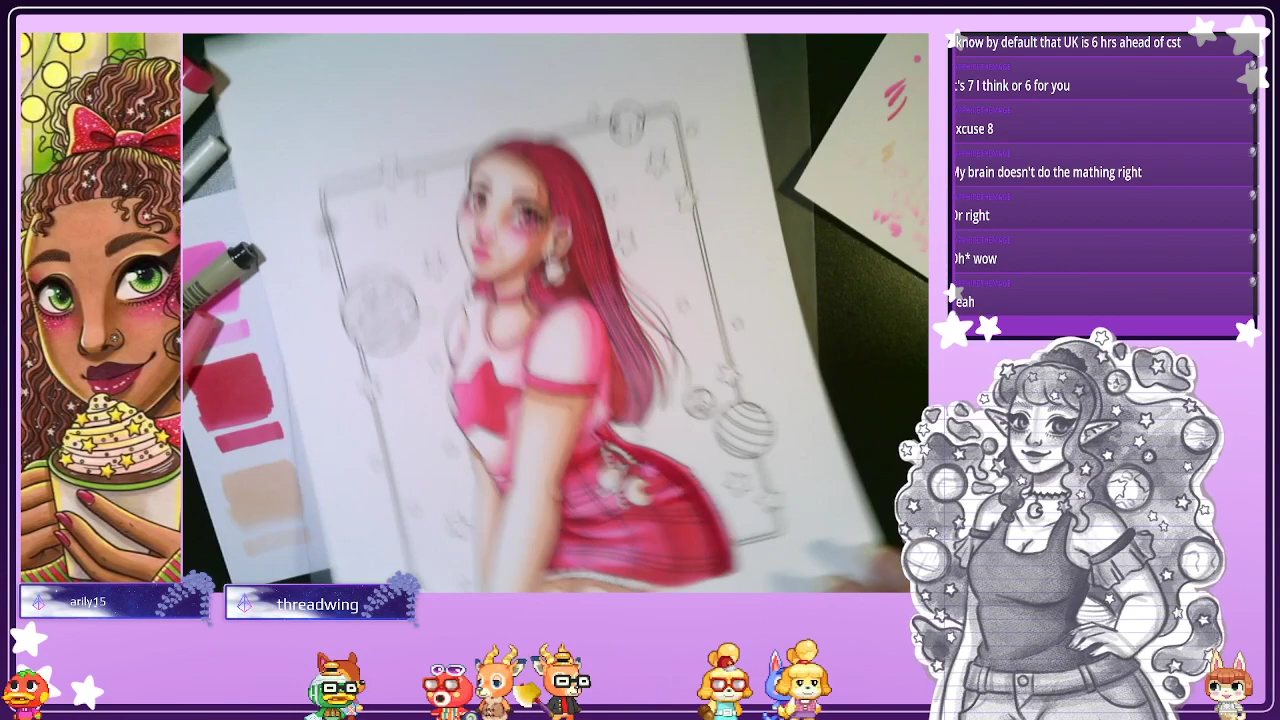 know by default that UK is 6 hrs ahead of cst
t's 7 I think or 6 for you
xcuse 8
My brain doesn't do the mathing right
Or right
Oh* wow
eah
arily15
threadwing